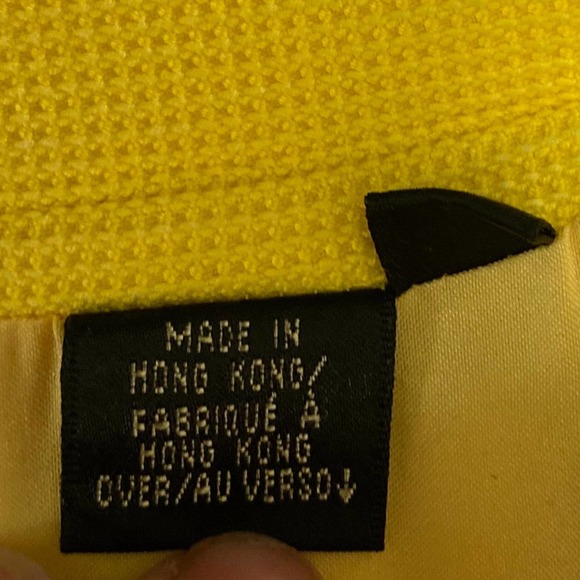 MADE IN
HONG KONG/
FABRIQUÉ À
HONG KONG
OVER/AU VERSO↓